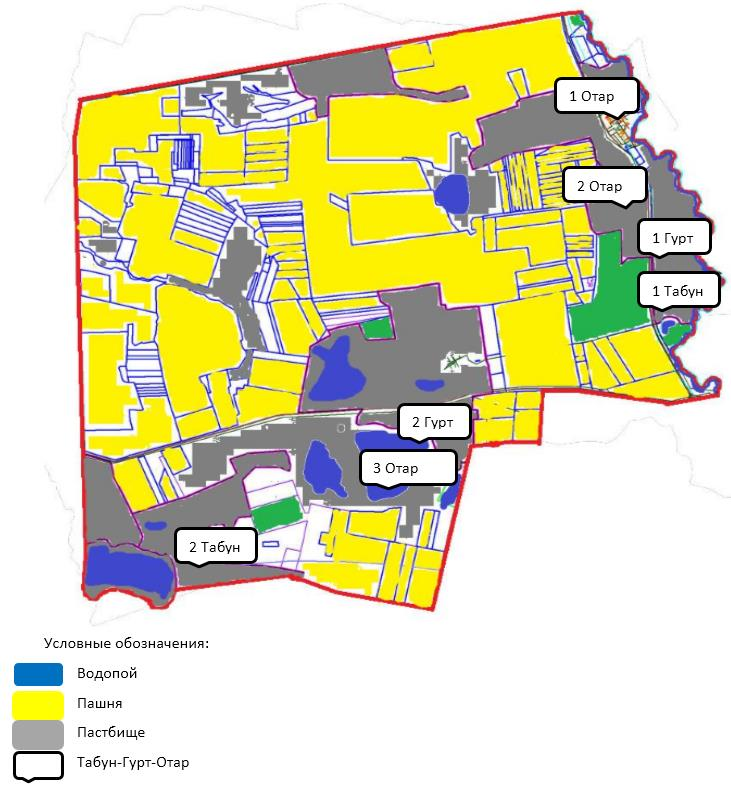 1 Отар
2 Отар
1 Гурт
1 Табун
2 Гурт
3 Отар
2 Табун
Условные обозначения:
Водопой
Пашня
Пастбище
Табун-Гурт-Отар